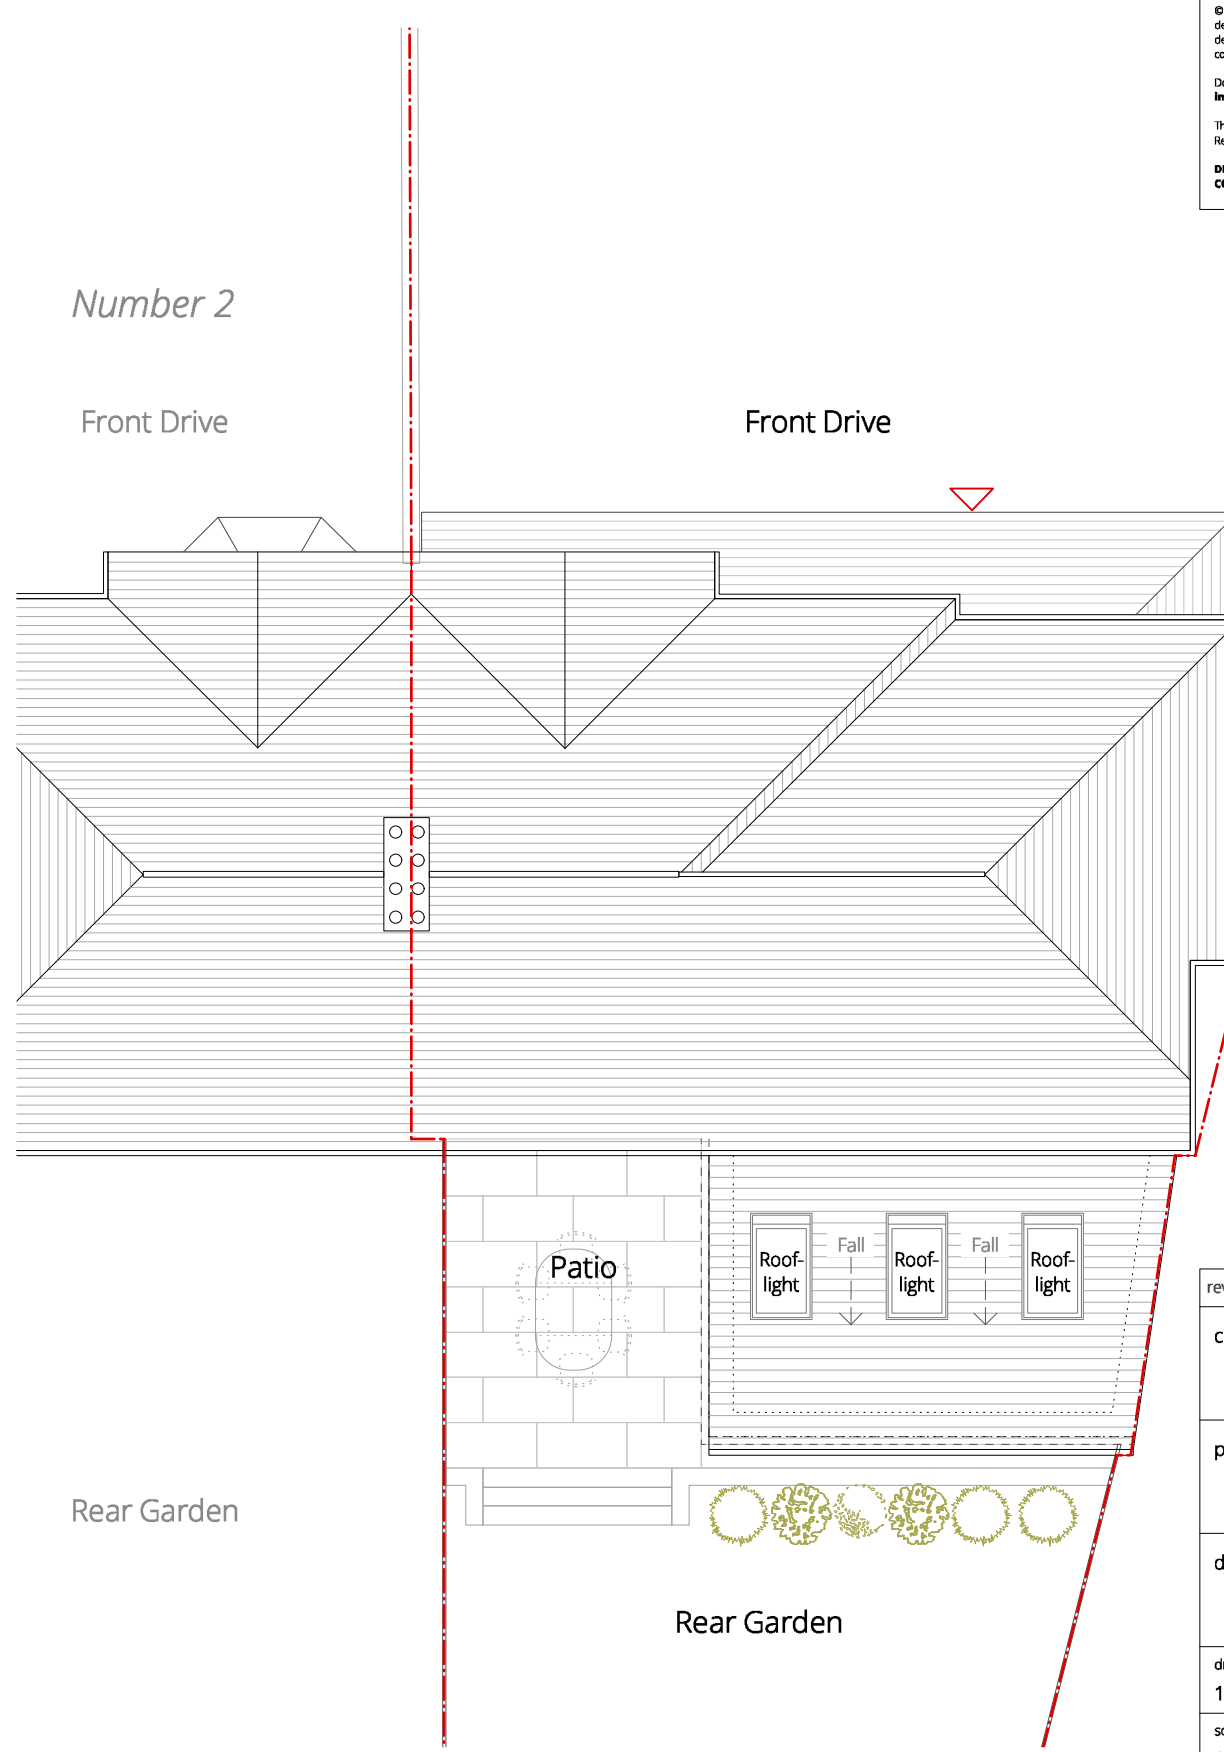 ©
Number 2
Front Drive
Front Drive
Patio
Roof-
light
Fall
Roof-
light
Fall
Roof-
light
Rear Garden
Rear Garden
1